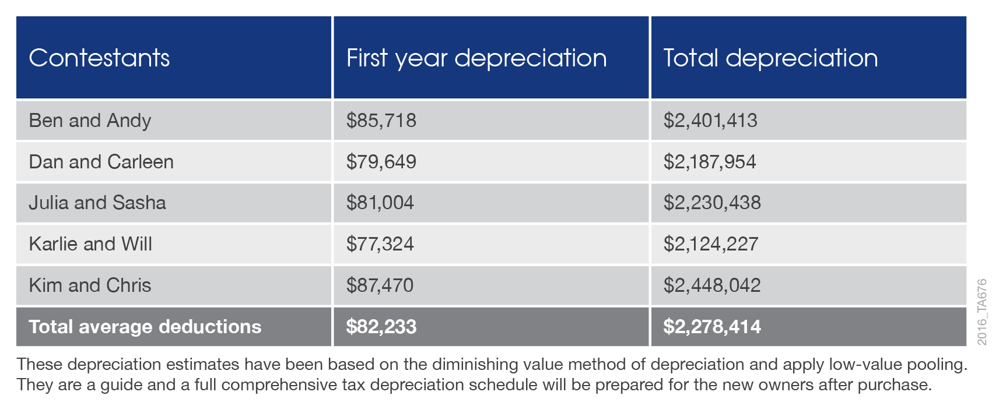 Contestants First year depreciation Total depreciation
Ben and Andy $85,718 $2,401,413
Dan and Carleen $79,649 $2,187,954
Julia and Sasha $81,004 $2,230,438
Karlie and Will $77,324 $2,124,227
Kim and Chris $87,470 $2,448,042
Total average deductions $82,233 $2,278,414
These depreciation estimates have been based on the diminishing value method of depreciation and apply low-value pooling.
They are a guide and a full comprehensive tax depreciation schedule will be prepared for the new owners after purchase.
2016_TA676